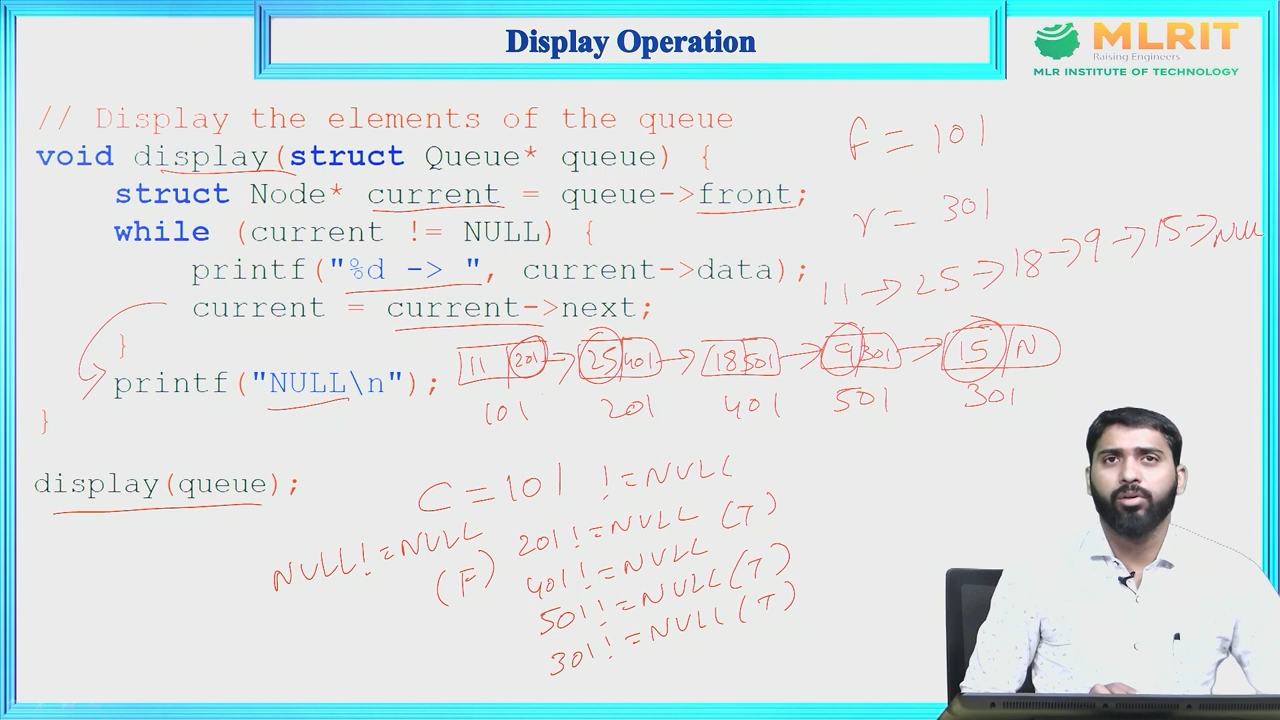 Display Operation
MLRIT
Raising Engineers
MLR INSTITUTE OF TECHNOLOGY
// Display the elements of the queue
void display(struct Queue* queue) {
struct Node* current = queue->front;
while (current != NULL) {
printf("%d -> ", current->data);
current = current->next;
}
printf("NULL\n");
}
display(queue);
f = 101
r = 301
11 → 25 → 18 → 9 → 15 → NULL
11 201 → 25 401 → 18 501 → 9 301 → 15 N
101 201 401 501 301
C = 101 != NULL
NULL != NULL
(F)
201 != NULL (T)
401 != NULL
501 != NULL (T)
301 != NULL (T)